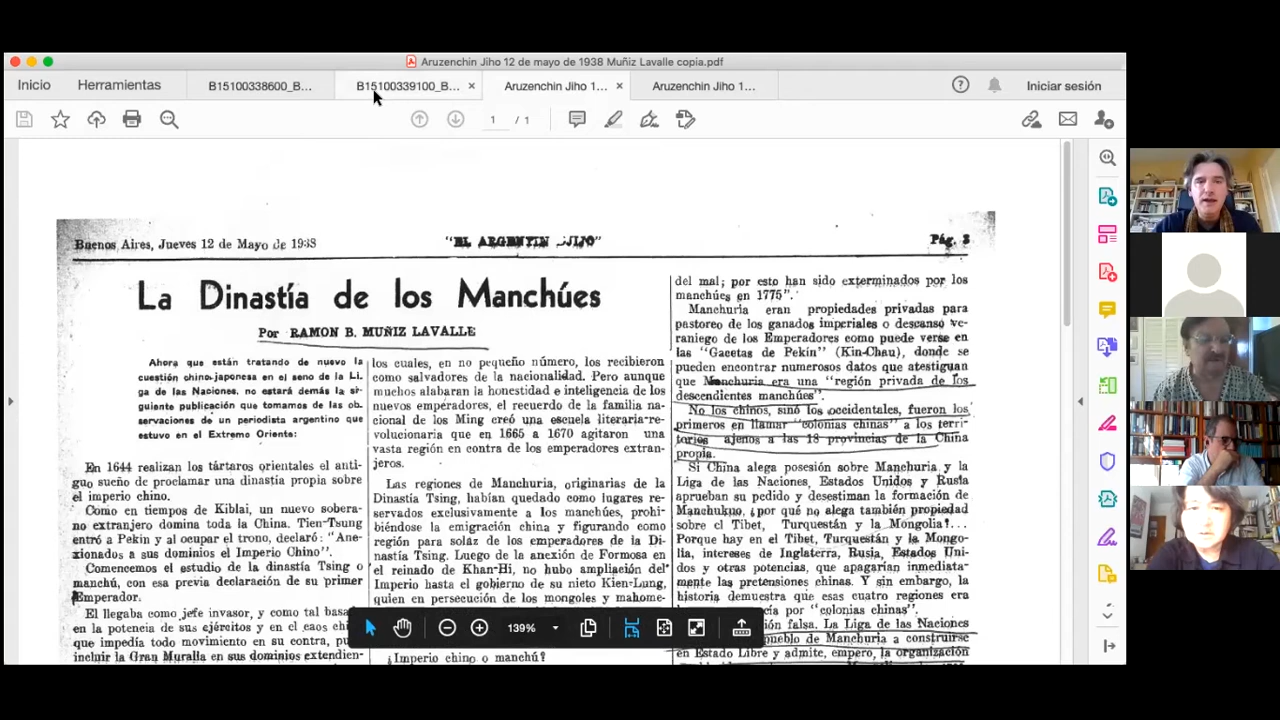 Aruzenchin Jiho 12 de mayo de 1938 Muñiz Lavalle copia.pdf
Inicio
Herramientas
B15100338600_B...
B15100339100_B...
Aruzenchin Jiho 1...
Aruzenchin Jiho 1...
Iniciar sesión
1 / 1
Buenos Aires, Jueves 12 de Mayo de 1938
Pág. 3
La Dinastía de los Manchúes
Por RAMON B. MUÑIZ LAVALLE
Ahora que están tratando de nuevo la
cuestión chino-japonesa en el seno de la Li-
ga de las Naciones, no estará demás la si-
guiente publicación que tomamos de las ob-
servaciones de un periodista argentino que
estuvo en el Extremo Oriente:
En 1644 realizan los tártaros orientales el anti-
guo sueño de proclamar una dinastía propia sobre
el imperio chino.
Como en tiempos de Kiblai, un nuevo sobera-
no extranjero domina toda la China. Tien-Tsung
entró a Pekin y al ocupar el trono, declaró: "Ane-
xionados a sus dominios el Imperio Chino".
Comencemos el estudio de la dinastía Tsing o
manchú, con esa previa declaración de su primer
Emperador.
El llegaba como jefe invasor, y como tal
en la potencia de sus ejércitos y en el caos
que impedía todo movimiento en su contra,
incluir la Gran Muralla en sus dominios extendien-
los cuales, en no pequeño número, los recibieron
como salvadores de la nacionalidad. Pero aunque
muchos alabaran la honestidad e inteligencia de los
nuevos emperadores, el recuerdo de la familia na-
cional de los Ming creó una escuela literaria-re-
volucionaria que en 1665 a 1670 agitaron una
vasta región en contra de los emperadores extran-
jeros.
Las regiones de Manchuria, originarias de la
Dinastía Tsing, habían quedado como lugares re-
servados exclusivamente a los manchúes, prohi-
biéndose la emigración china y figurando como
región para solaz de los emperadores de la Di-
nastía Tsing. Luego de la anexión de Formosa en
el reinado de Khan-Hi, no hubo ampliación del
Imperio hasta el gobierno de su nieto Kien-Lung,
quien en persecución de los mongoles y mahome-
¿Imperio chino o manchú?
del mal; por esto han sido exterminados por los
manchúes en 1775".
Manchuria eran propiedades privadas para
pastoreo de los ganados imperiales o descanso ve-
raniego de los Emperadores como puede verse en
las "Gacetas de Pekín" (Kin-Chau), donde se
pueden encontrar numerosos datos que atestiguan
que Manchuria era una "región privada de los
descendientes manchúes".
No los chinos, sinó los occidentales, fueron los
primeros en llamar "colonias chinas" a los terri-
torios ajenos a las 18 provincias de la China
propia.
Si China alega posesión sobre Manchuria y la
Liga de las Naciones, Estados Unidos y Rusia
aprueban su pedido y desestiman la formación de
Manchukno, ¿por qué no alega también propiedad
sobre el Tibet, Turquestán y la Mongolia?...
Porque hay en el Tibet, Turquestán y la Mongo-
lia, intereses de Inglaterra, Rusia, Estados Uni-
dos y otras potencias, que apagarían inmediata-
mente las pretensiones chinas. Y sin embargo, la
historia demuestra que esas cuatro regiones era
cia por "colonias chinas".
ión falsa. La Liga de las Naciones
pueblo de Manchuria a construirse
en Estado Libre y admite, empero, la organización
139%